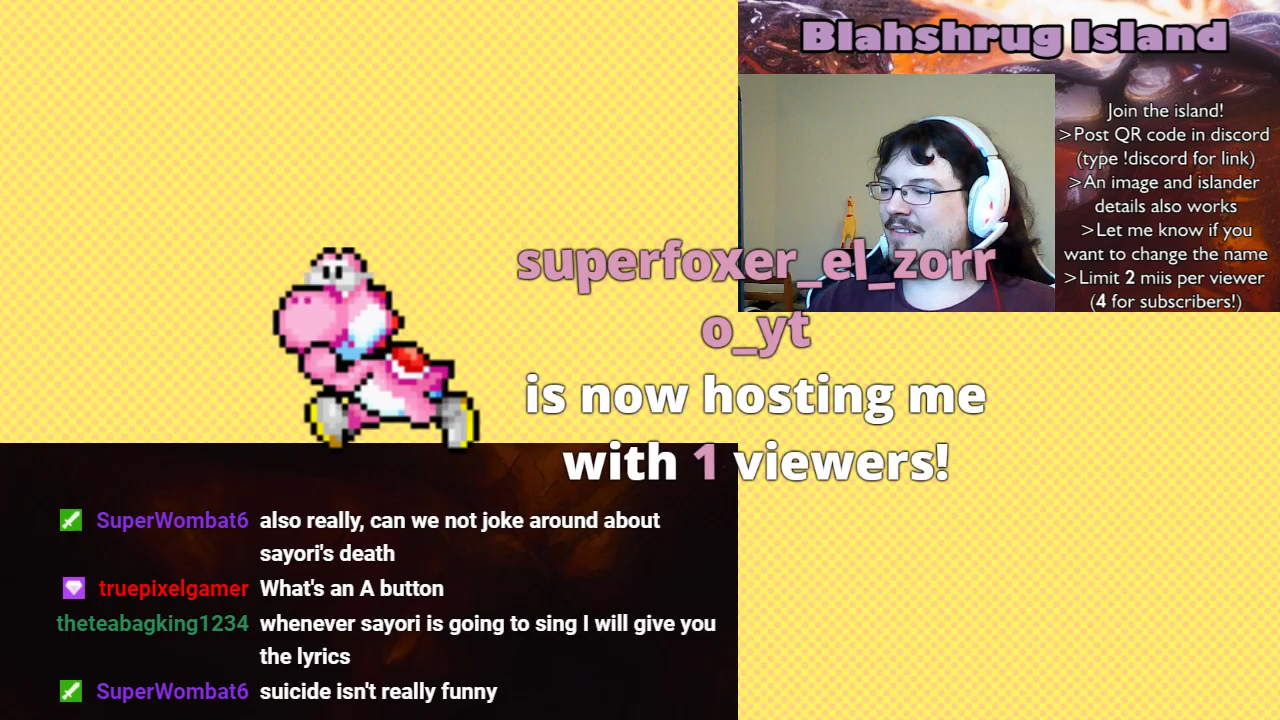 Blahshrug Island
Join the island!
>Post QR code in discord
(type !discord for link)
>An image and islander
details also works
>Let me know if you
want to change the name
>Limit 2 miis per viewer
(4 for subscribers!)
superfoxer_el_zorr
o_yt
is now hosting me
with 1 viewers!
SuperWombat6 also really, can we not joke around about
sayori's death
truepixelgamer What's an A button
theteabagking1234 whenever sayori is going to sing I will give you
the lyrics
SuperWombat6 suicide isn't really funny